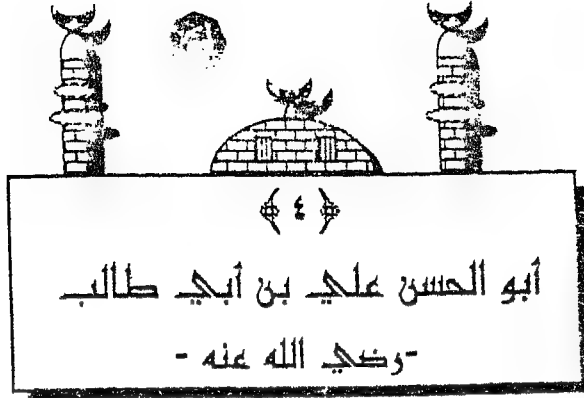 ﴿ ٤ ﴾
أبو الحسن علي بن أبي طالب
-رضي الله عنه -